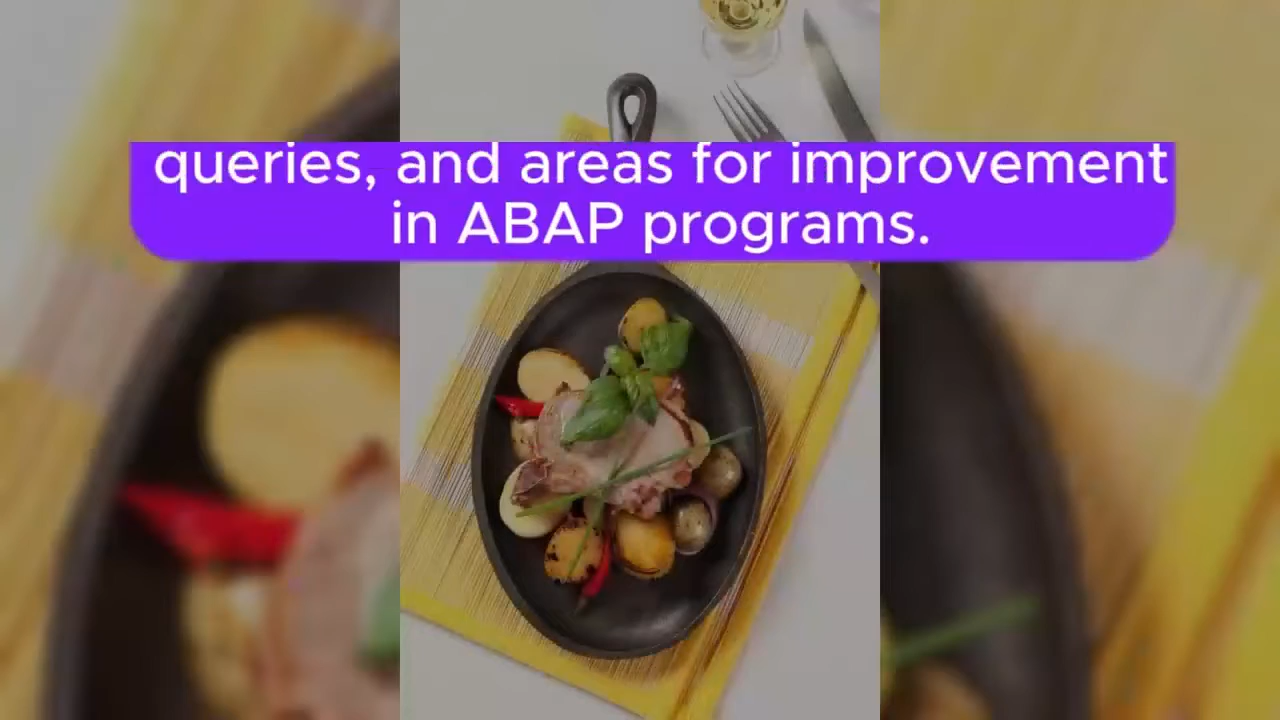 queries, and areas for improvement
in ABAP programs.